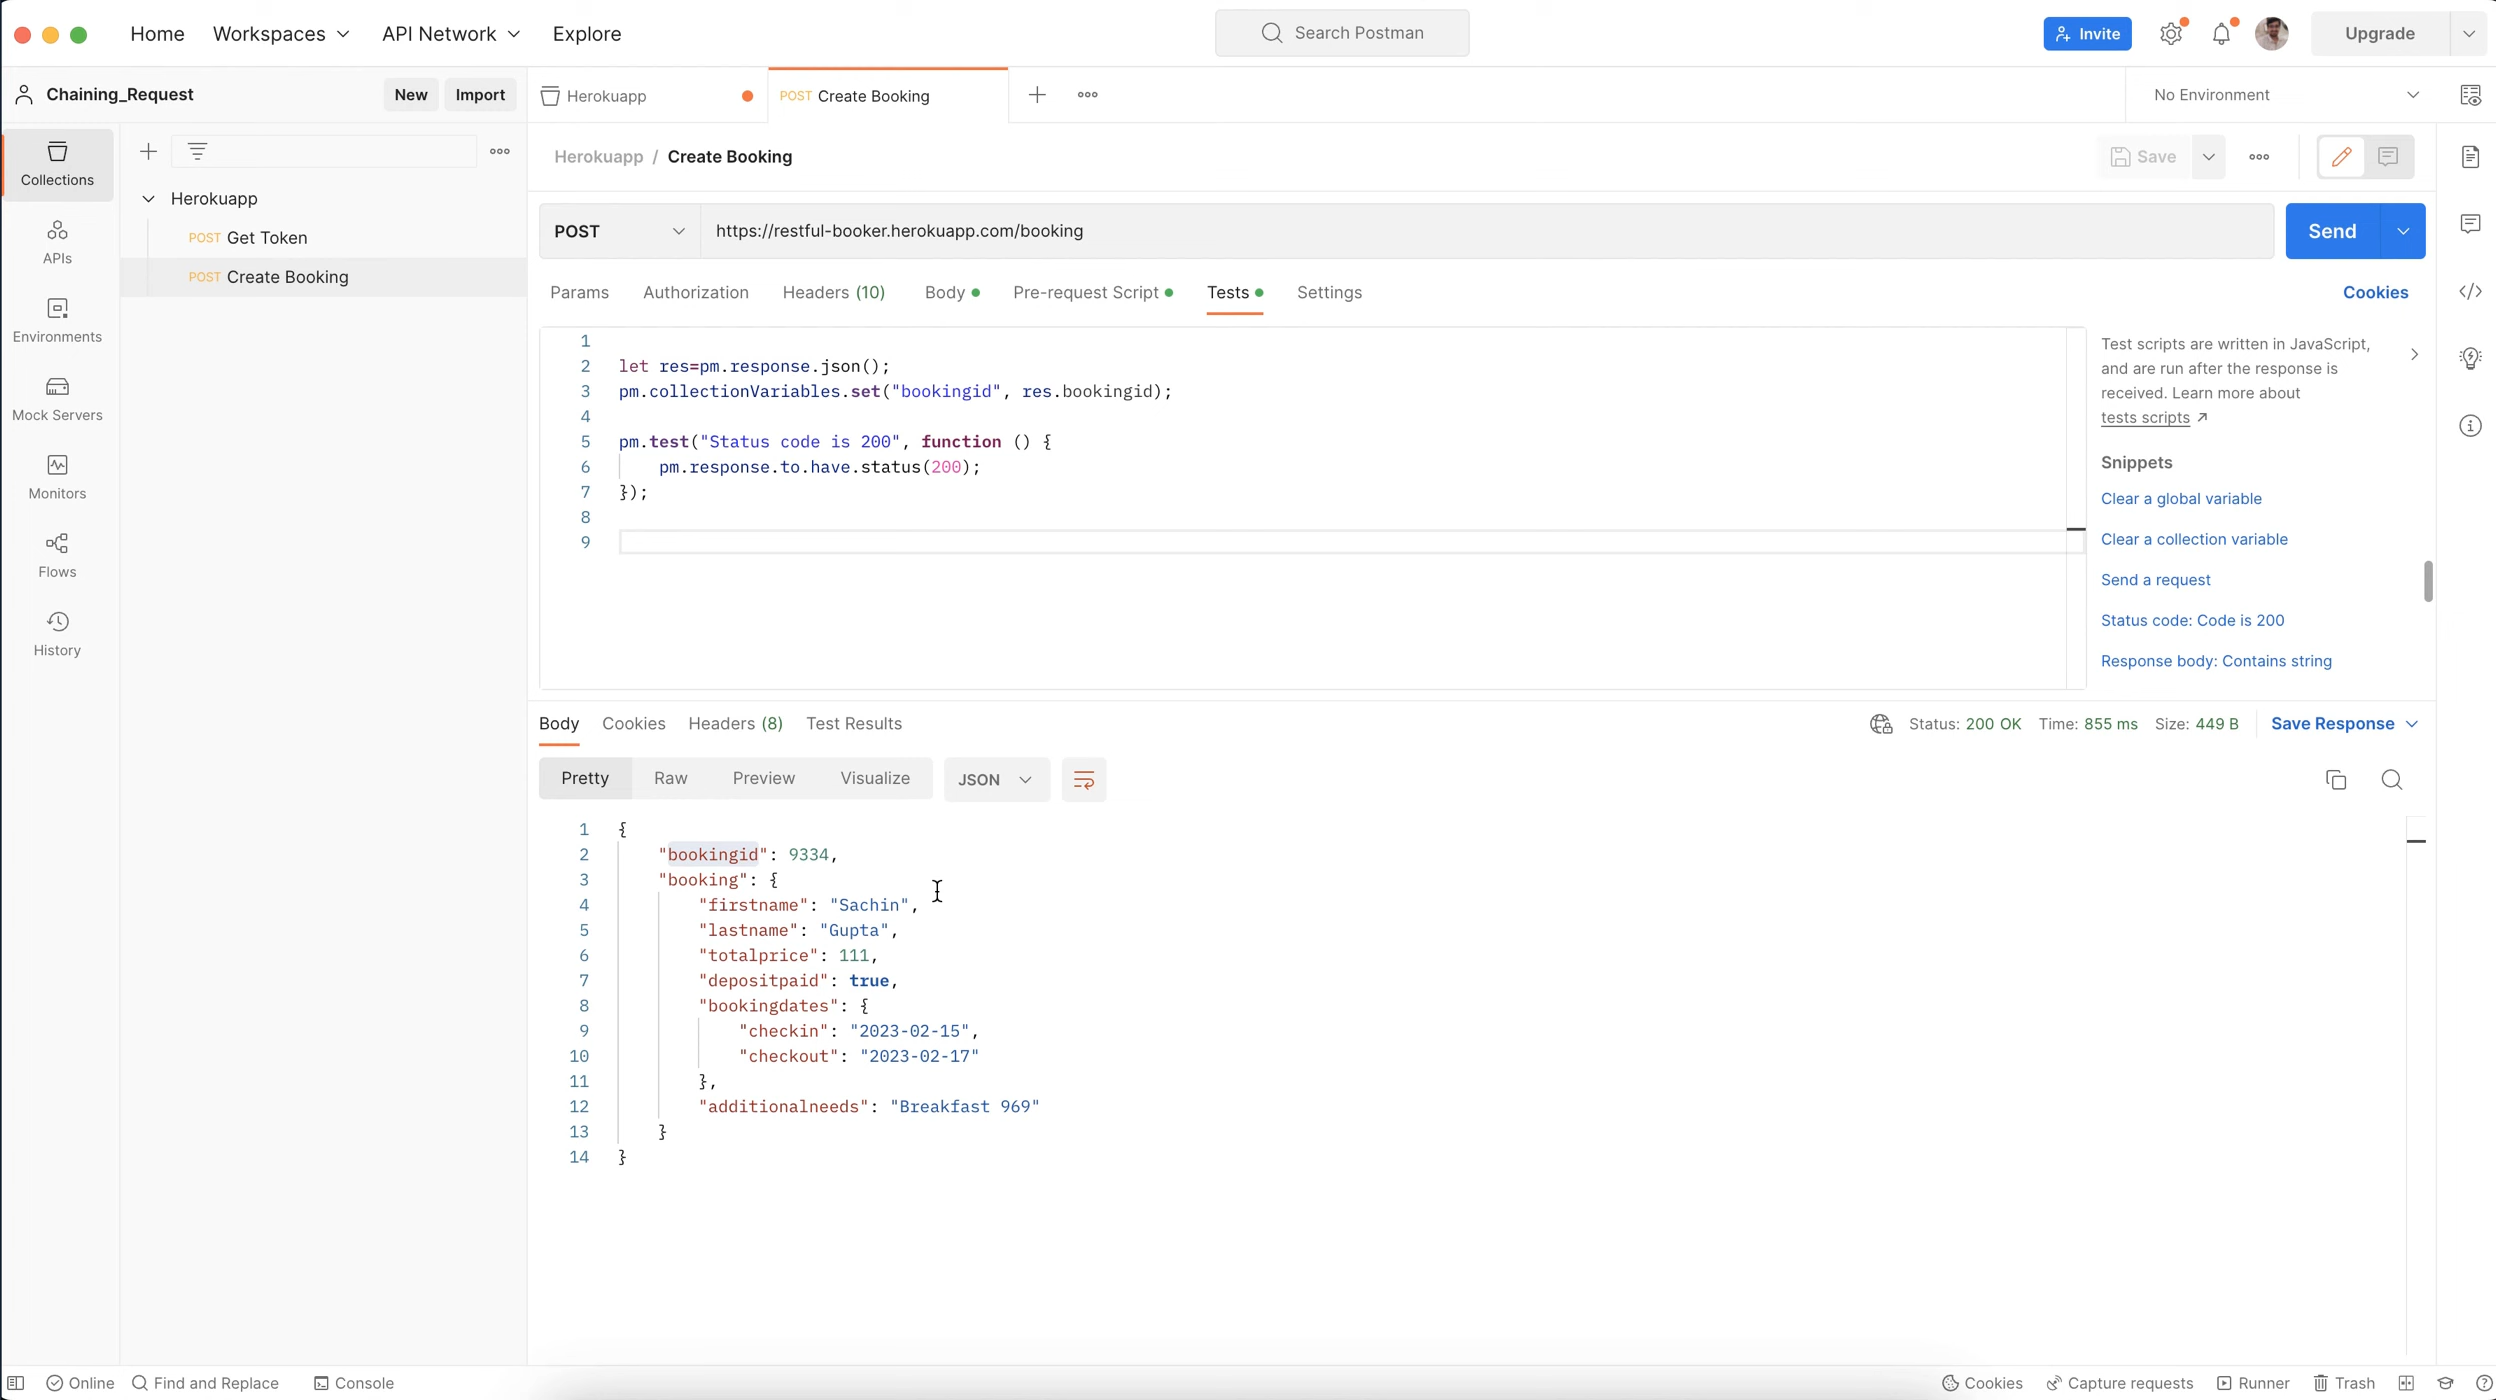 Home Workspaces API Network Explore Search Postman Invite Upgrade
Chaining_Request New Import Herokuapp POST Create Booking No Environment
Herokuapp / Create Booking Save
Collections
APIs
Environments
Mock Servers
Monitors
Flows
History
Herokuapp
POST Get Token
POST Create Booking
POST https://restful-booker.herokuapp.com/booking Send
Params Authorization Headers (10) Body Pre-request Script Tests Settings Cookies
1
2 let res=pm.response.json();
3 pm.collectionVariables.set("bookingid", res.bookingid);
4
5 pm.test("Status code is 200", function () {
6 pm.response.to.have.status(200);
7 });
8
9
Test scripts are written in JavaScript,
and are run after the response is
received. Learn more about
tests scripts ↗
Snippets
Clear a global variable
Clear a collection variable
Send a request
Status code: Code is 200
Response body: Contains string
Body Cookies Headers (8) Test Results Status: 200 OK Time: 855 ms Size: 449 B Save Response
Pretty Raw Preview Visualize JSON
1 {
2 "bookingid": 9334,
3 "booking": {
4 "firstname": "Sachin",
5 "lastname": "Gupta",
6 "totalprice": 111,
7 "depositpaid": true,
8 "bookingdates": {
9 "checkin": "2023-02-15",
10 "checkout": "2023-02-17"
11 },
12 "additionalneeds": "Breakfast 969"
13 }
14 }
Online Find and Replace Console Cookies Capture requests Runner Trash